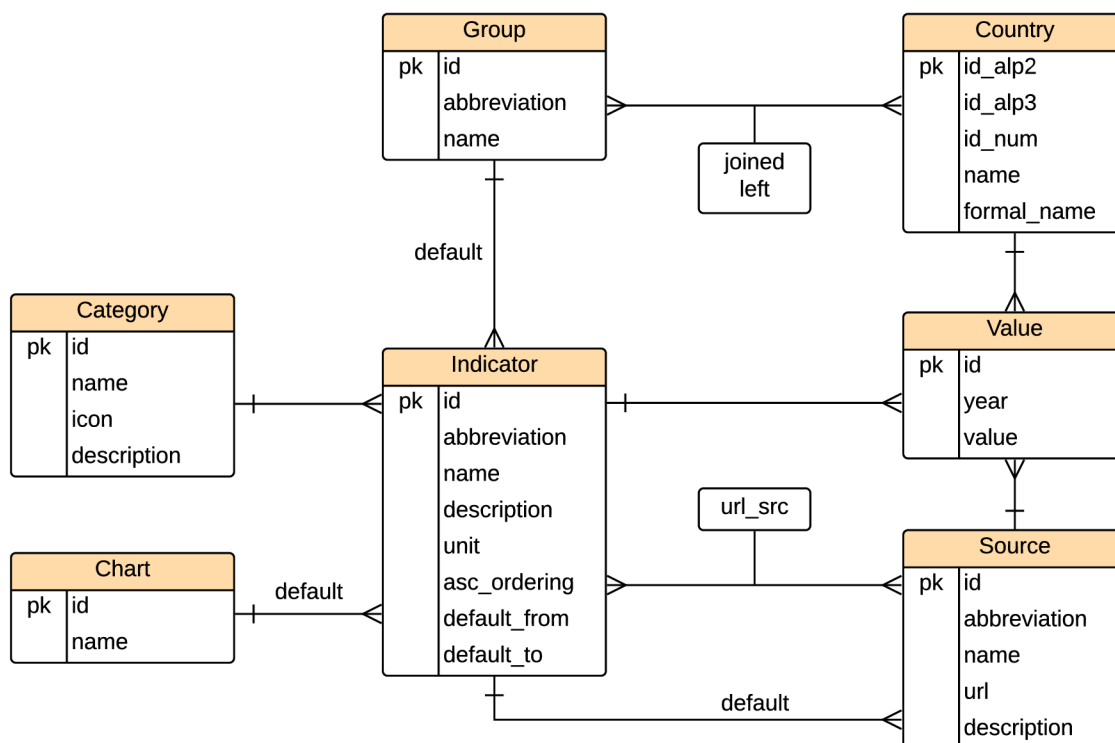 Group
pk id
abbreviation
name
Country
pk id_alp2
id_alp3
id_num
name
formal_name
joined
left
default
Category
pk id
name
icon
description
Indicator
pk id
abbreviation
name
description
unit
asc_ordering
default_from
default_to
Value
pk id
year
value
url_src
Chart
pk id
name
default
Source
pk id
abbreviation
name
url
description
default